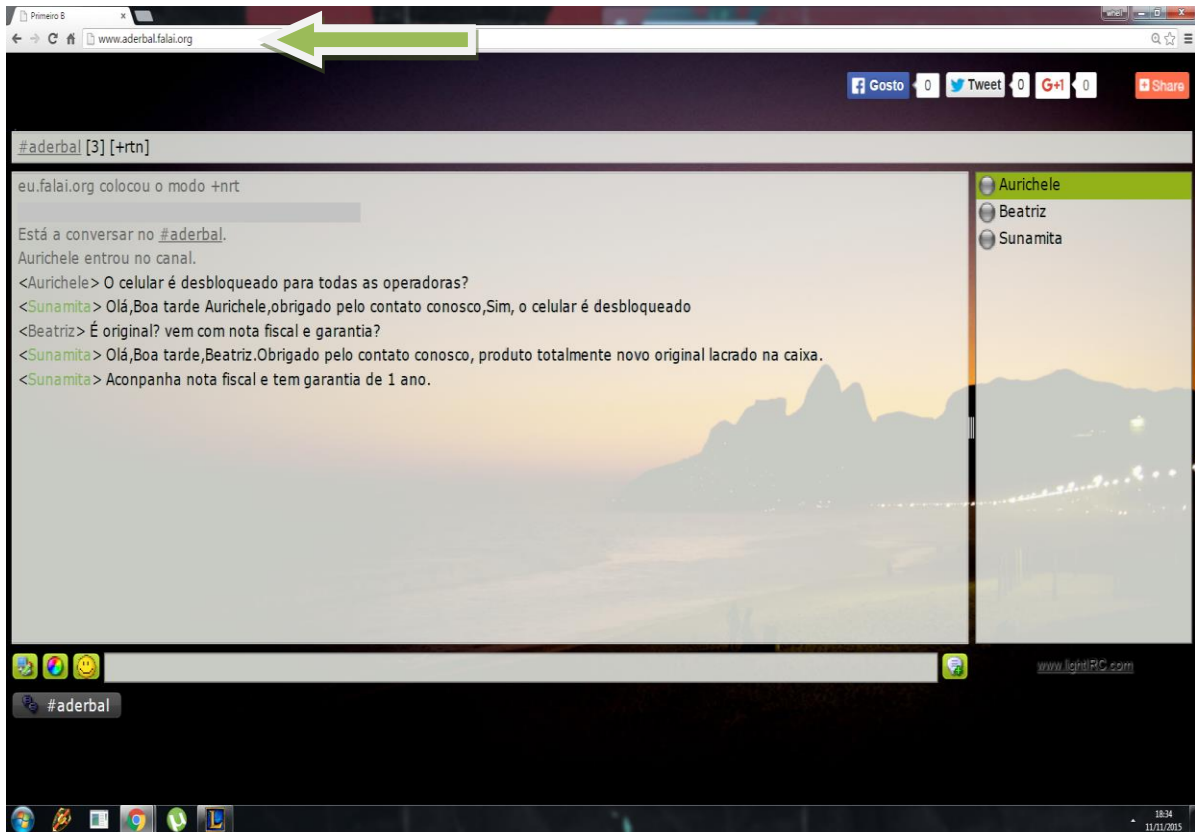 Primeiro B
www.aderbal.falai.org
Gosto 0 Tweet 0 G+1 0 Share
#aderbal [3] [+rtn]
eu.falai.org colocou o modo +nrt
Está a conversar no #aderbal.
Aurichele entrou no canal.
<Aurichele> O celular é desbloqueado para todas as operadoras?
<Sunamita> Olá,Boa tarde Aurichele,obrigado pelo contato conosco,Sim, o celular é desbloqueado
<Beatriz> É original? vem com nota fiscal e garantia?
<Sunamita> Olá,Boa tarde,Beatriz.Obrigado pelo contato conosco, produto totalmente novo original lacrado na caixa.
<Sunamita> Aconpanha nota fiscal e tem garantia de 1 ano.
Aurichele
Beatriz
Sunamita
www.lightIRC.com
#aderbal
18:34
11/11/2015